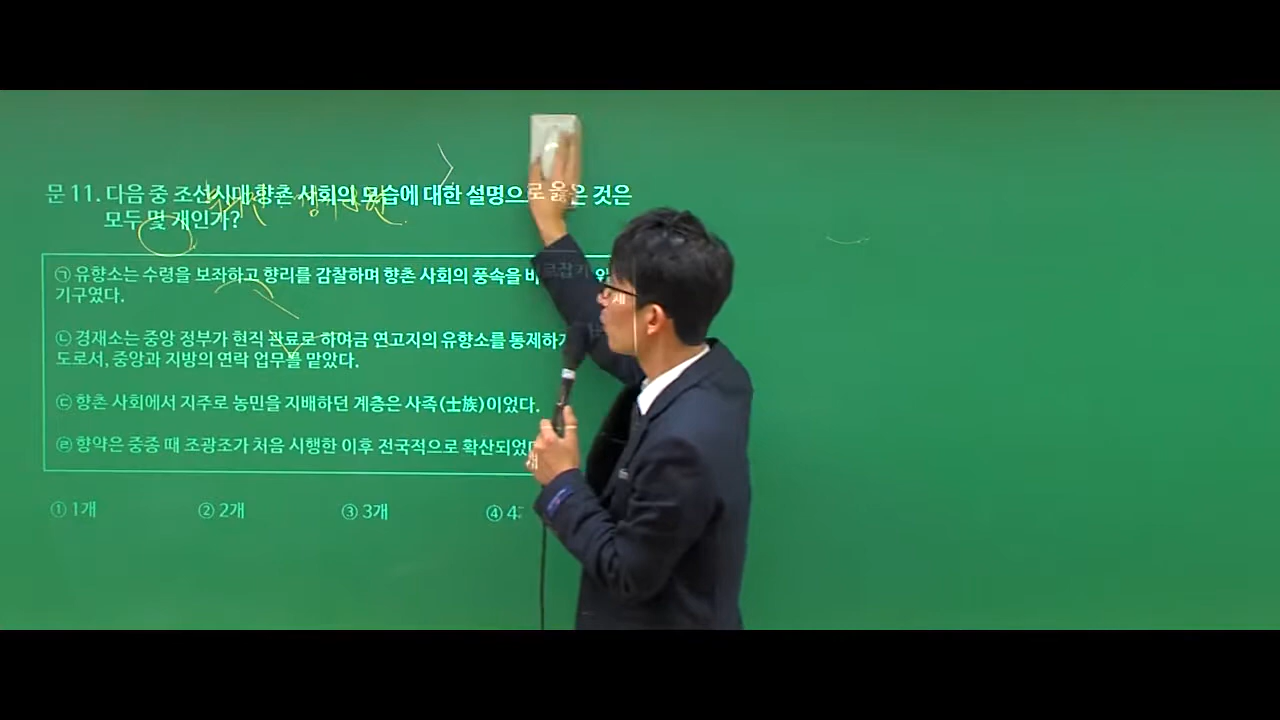 문 11. 다음 중 조선시대 향촌 사회의 모습에 대한 설명으로 옳은 것은
모두 몇 개인가?
㉠ 유향소는 수령을 보좌하고 향리를 감찰하며 향촌 사회의 풍속을 바로잡기
기구였다.
㉡ 경재소는 중앙 정부가 현직 관료로 하여금 연고지의 유향소를 통제하게
도로서, 중앙과 지방의 연락 업무를 맡았다.
㉢ 향촌 사회에서 지주로 농민을 지배하던 계층은 사족(士族)이었다.
㉣ 향약은 중종 때 조광조가 처음 시행한 이후 전국적으로 확산되었다
① 1개 ② 2개 ③ 3개 ④ 4